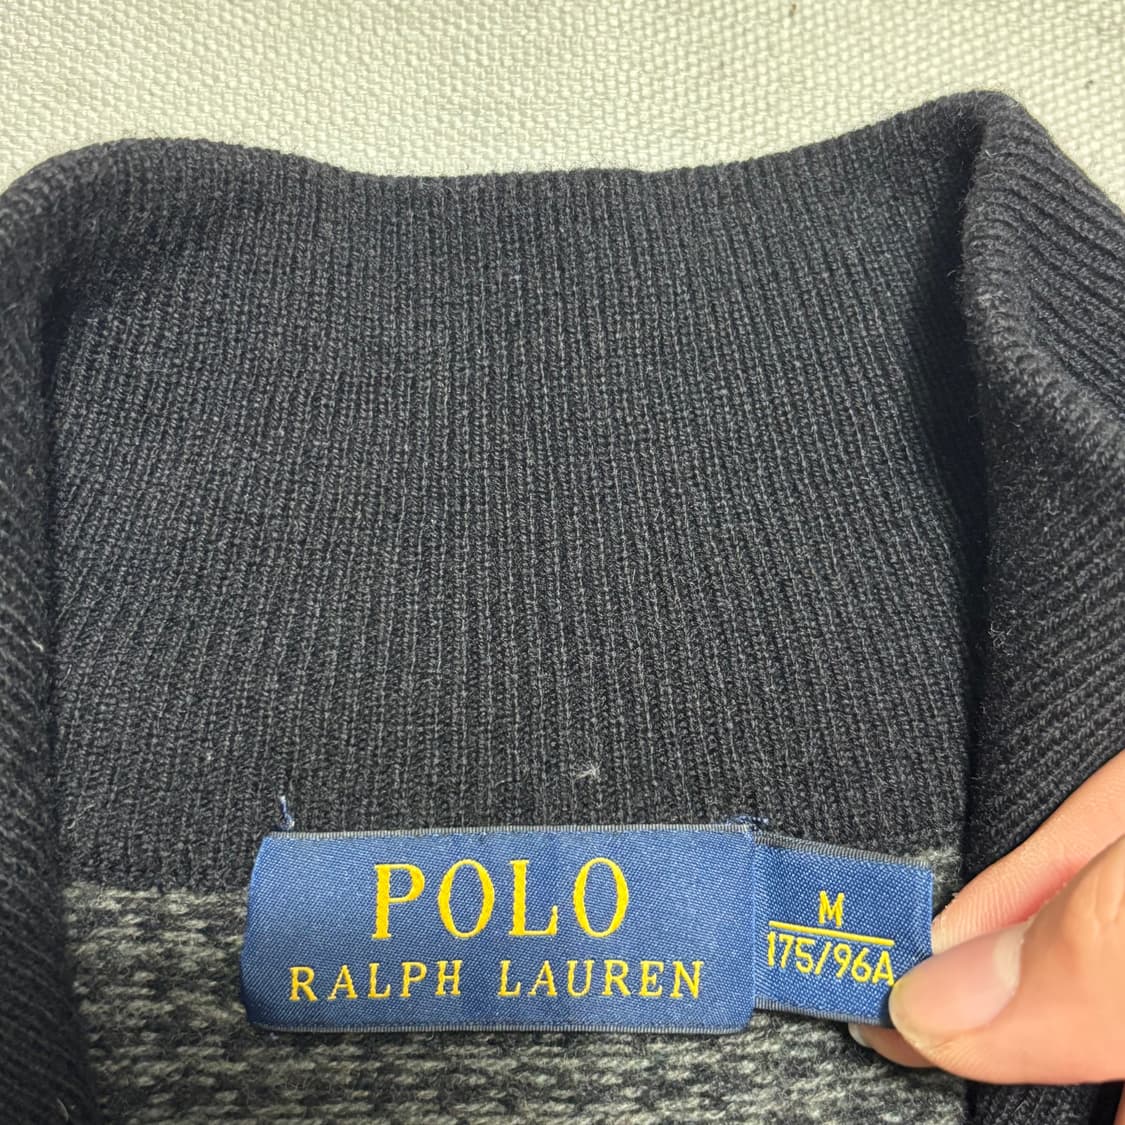 POLO
RALPH LAUREN
M
175/96A